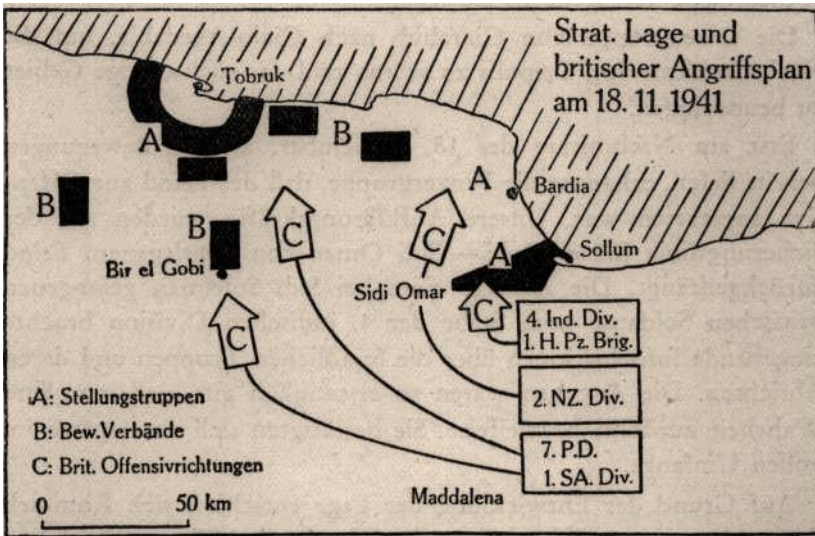 Strat. Lage und
britischer Angriffsplan
am 18. 11. 1941
Tobruk
A
B
B
A
Bardia
B
C
C
B
Bir el Gobi
A
Sollum
Sidi Omar
C
C
4. Ind. Div.
1. H. Pz. Brig.
2. NZ. Div.
7. P.D.
1. SA. Div.
A: Stellungstruppen
B: Bew.Verbände
C: Brit. Offensivrichtungen
Maddalena
0 50 km